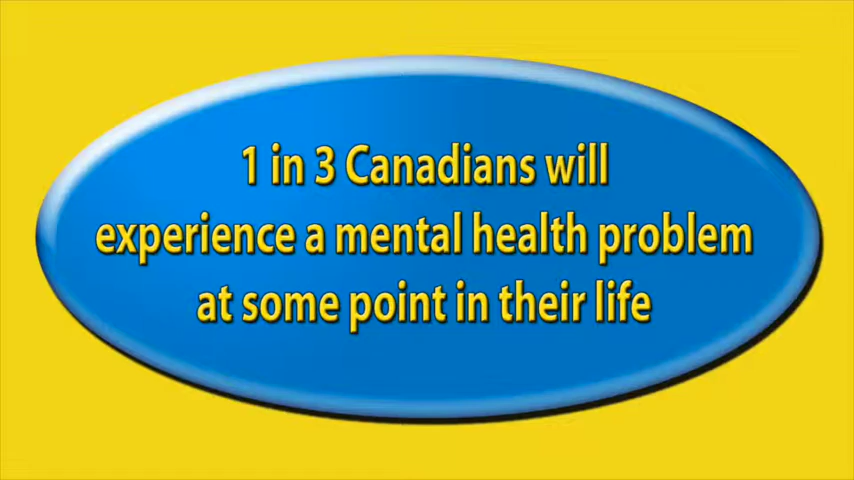 1 in 3 Canadians will
experience a mental health problem
at some point in their life